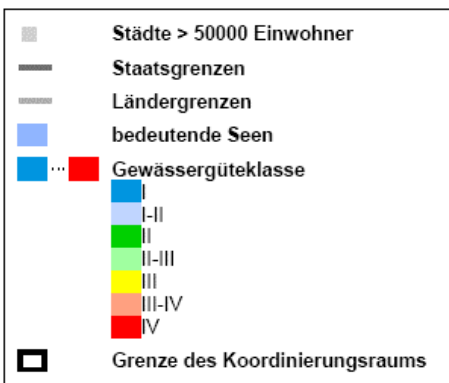 Städte > 50000 Einwohner
Staatsgrenzen
Ländergrenzen
bedeutende Seen
Gewässergüteklasse
I
I-II
II
II-III
III
III-IV
IV
Grenze des Koordinierungsraums